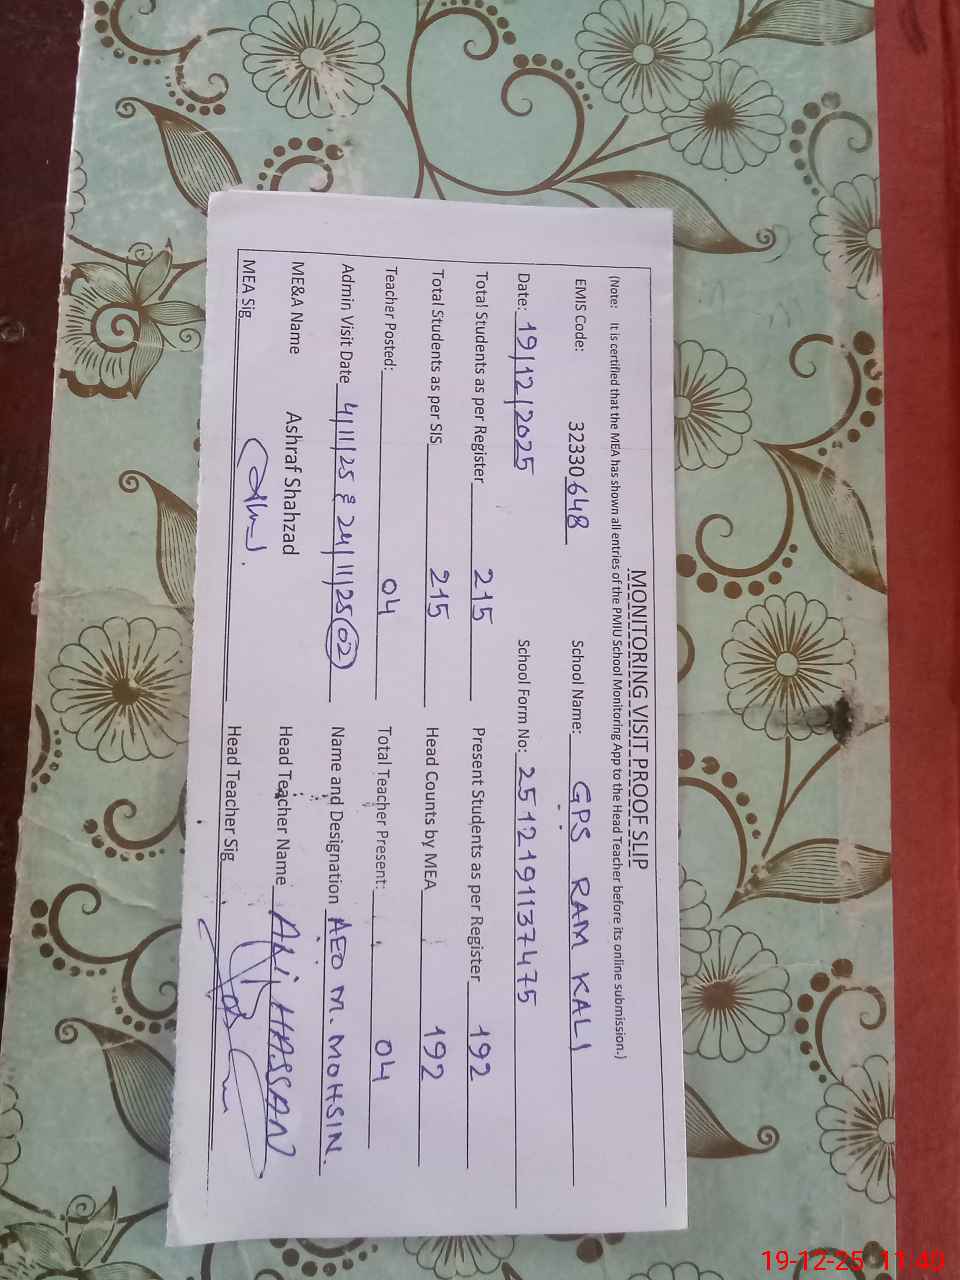 MONITORING VISIT PROOF SLIP
(Note: It is certified that the MEA has shown all entries of the PMIU School Monitoring App to the Head Teacher before its online submission.)
EMIS Code: 32330648 School Name: GPS RAM KALI
Date: 19/12/2025 School Form No: 2512191137475
Total Students as per Register 215 Present Students as per Register 192
Total Students as per SIS 215 Head Counts by MEA 192
Teacher Posted: 04 Total Teacher Present: 04
Admin Visit Date 4/11/25 & 24/11/25 02 Name and Designation AEO M. MOHSIN.
ME&A Name Ashraf Shahzad Head Teacher Name ALI HASSAN
MEA Sig Head Teacher Sig
19-12-25 11:40